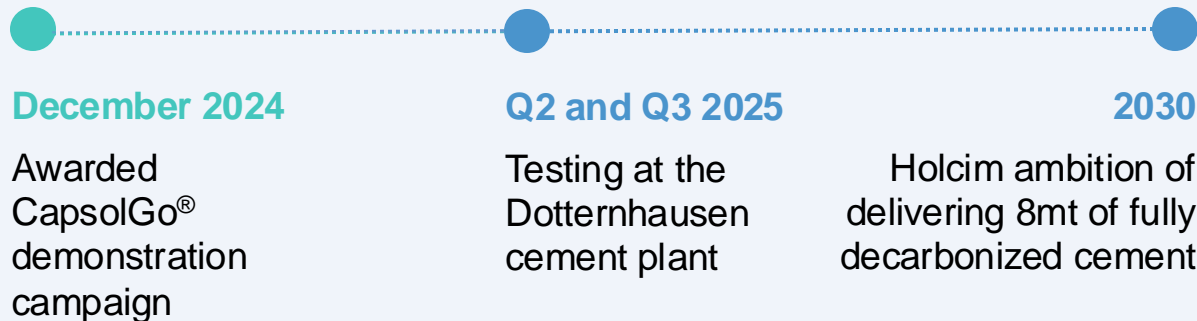 December 2024
Awarded
CapsolGo®
demonstration
campaign
Q2 and Q3 2025
Testing at the
Dotternhausen
cement plant
2030
Holcim ambition of
delivering 8mt of fully
decarbonized cement